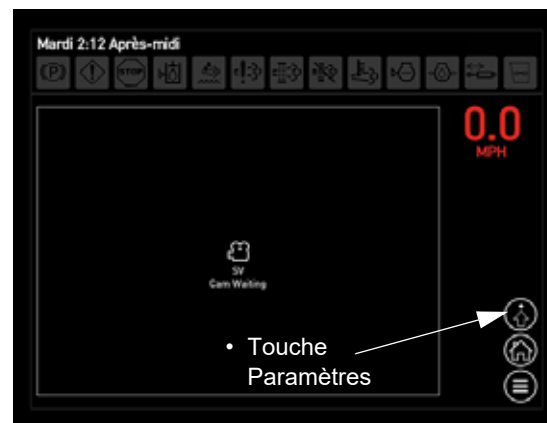 Mardi 2:12 Après-midi
(P)
STOP
0.0
MPH
SV
Cam Waiting
• Touche
Paramètres